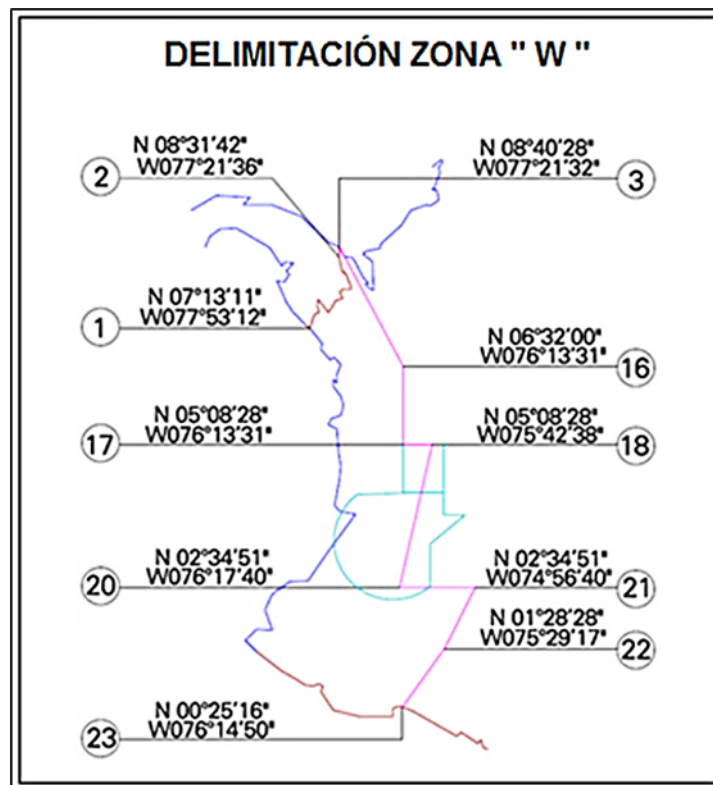 DELIMITACIÓN ZONA " W "
N 08°31'42"
W077°21'36"
2
N 08°40'28"
W077°21'32"
3
N 07°13'11"
W077°53'12"
1
N 06°32'00"
W076°13'31"
16
N 05°08'28"
W076°13'31"
17
N 05°08'28"
W075°42'38"
18
N 02°34'51"
W076°17'40"
20
N 02°34'51"
W074°56'40"
21
N 01°28'28"
W075°29'17"
22
N 00°25'16"
W076°14'50"
23